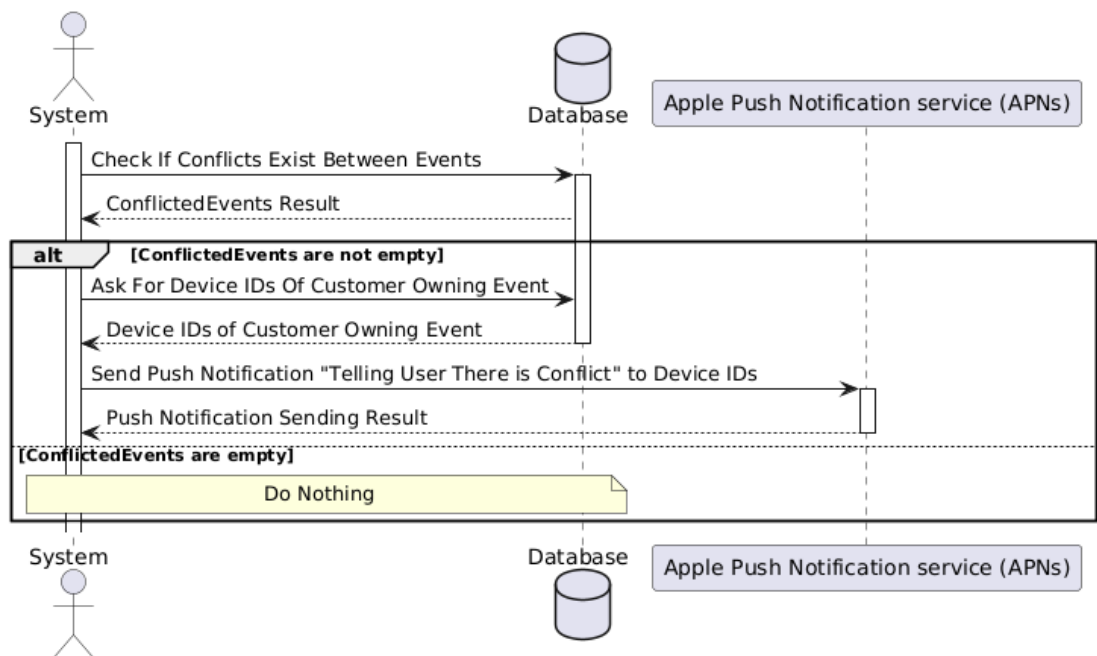 System
Database
Apple Push Notification service (APNs)
Check If Conflicts Exist Between Events
ConflictedEvents Result
alt [ConflictedEvents are not empty]
Ask For Device IDs Of Customer Owning Event
Device IDs of Customer Owning Event
Send Push Notification "Telling User There is Conflict" to Device IDs
Push Notification Sending Result
[ConflictedEvents are empty]
Do Nothing
System
Database
Apple Push Notification service (APNs)